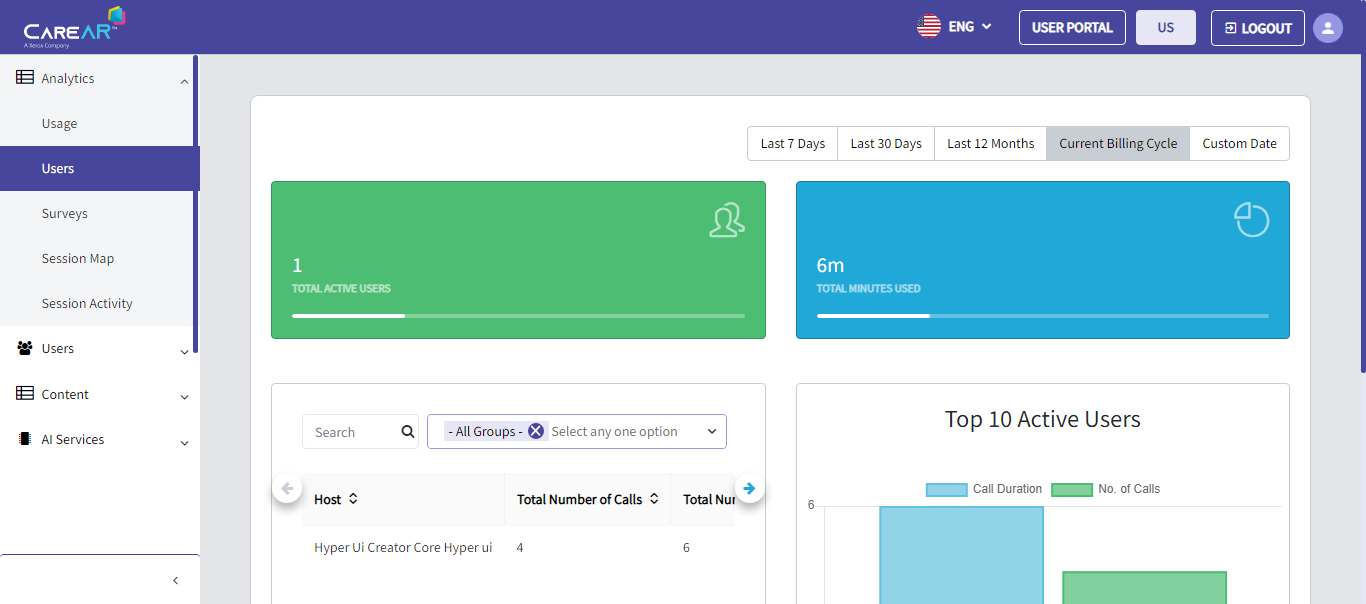 CAREAR™
A Xerox Company
ENG
USER PORTAL
US
LOGOUT
Analytics
Usage
Users
Surveys
Session Map
Session Activity
Users
Content
AI Services
Last 7 Days
Last 30 Days
Last 12 Months
Current Billing Cycle
Custom Date
1
TOTAL ACTIVE USERS
6m
TOTAL MINUTES USED
Search
- All Groups -
Select any one option
Host
Total Number of Calls
Total Nur
Hyper Ui Creator Core Hyper ui
4
6
Top 10 Active Users
Call Duration
No. of Calls
6